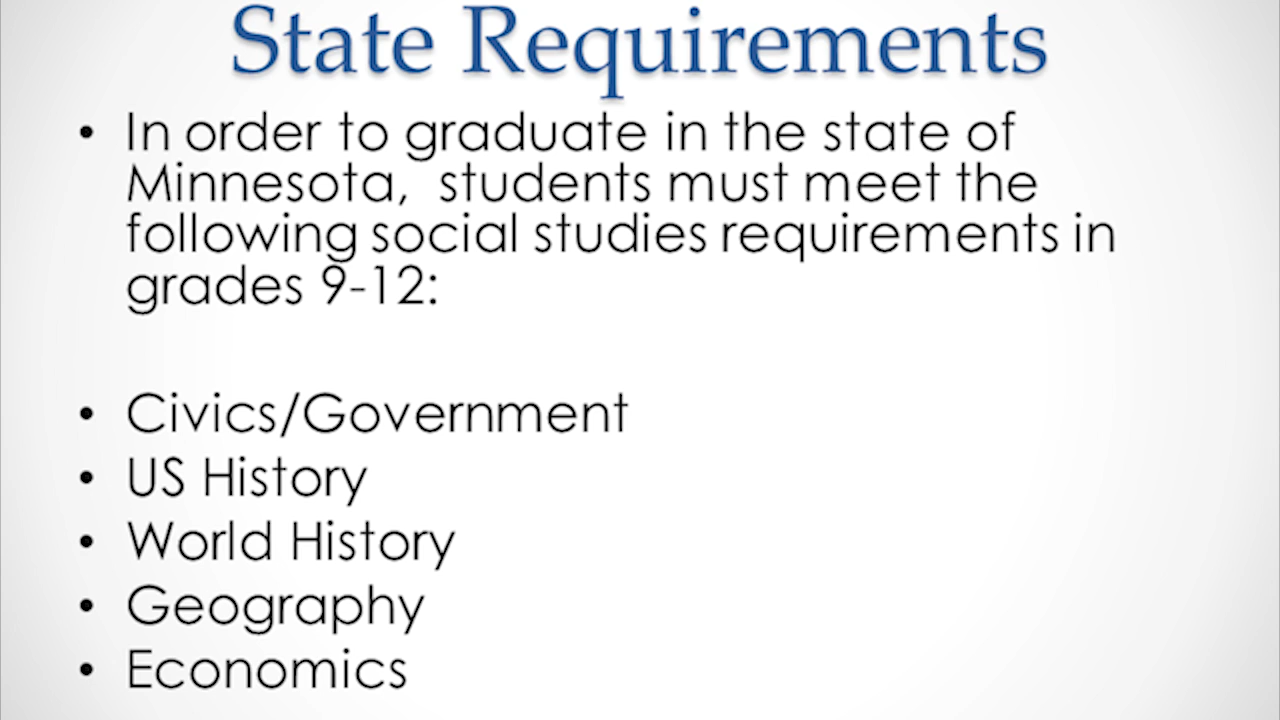 State Requirements
• In order to graduate in the state of
Minnesota,  students must meet the
following social studies requirements in
grades 9-12:
• Civics/Government
• US History
• World History
• Geography
• Economics